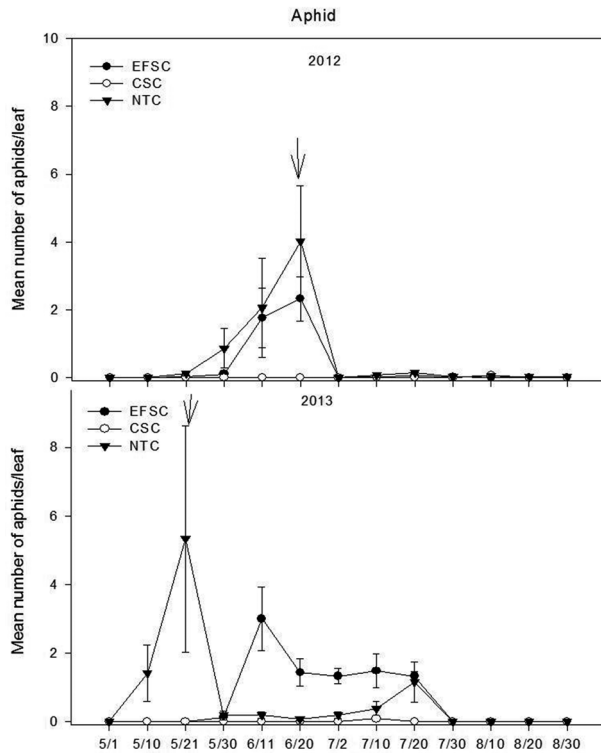 Aphid
10
8
6
4
2
0
Mean number of aphids/leaf
EFSC
CSC
NTC
2012
8
6
4
2
0
Mean number of aphids/leaf
EFSC
CSC
NTC
2013
5/1 5/10 5/21 5/30 6/11 6/20 7/2 7/10 7/20 7/30 8/10 8/20 8/30